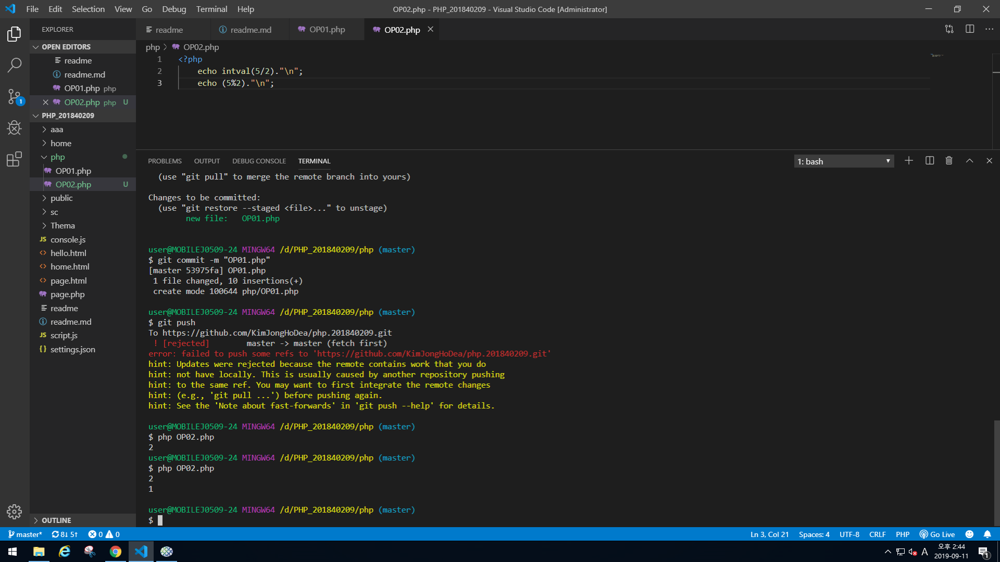 File Edit Selection View Go Debug Terminal Help
OP02.php - PHP_201840209 - Visual Studio Code [Administrator]
EXPLORER
OPEN EDITORS
readme
readme.md
OP01.php php
OP02.php php U
PHP_201840209
aaa
home
php
OP01.php
OP02.php U
public
sc
Thema
JS console.js
<> hello.html
<> home.html
<> page.html
page.php
readme
readme.md
JS script.js
{} settings.json
OUTLINE
1
readme
readme.md
OP01.php
OP02.php
php > OP02.php
1 <?php
2 echo intval(5/2)."\n";
3 echo (5%2)."\n";
PROBLEMS OUTPUT DEBUG CONSOLE TERMINAL
1: bash
(use "git pull" to merge the remote branch into yours)
Changes to be committed:
(use "git restore --staged <file>..." to unstage)
new file: OP01.php
user@MOBILEJ0509-24 MINGW64 /d/PHP_201840209/php (master)
$ git commit -m "OP01.php"
[master 53975fa] OP01.php
1 file changed, 10 insertions(+)
create mode 100644 php/OP01.php
user@MOBILEJ0509-24 MINGW64 /d/PHP_201840209/php (master)
$ git push
To https://github.com/KimJongHoDea/php.201840209.git
! [rejected] master -> master (fetch first)
error: failed to push some refs to 'https://github.com/KimJongHoDea/php.201840209.git'
hint: Updates were rejected because the remote contains work that you do
hint: not have locally. This is usually caused by another repository pushing
hint: to the same ref. You may want to first integrate the remote changes
hint: (e.g., 'git pull ...') before pushing again.
hint: See the 'Note about fast-forwards' in 'git push --help' for details.
user@MOBILEJ0509-24 MINGW64 /d/PHP_201840209/php (master)
$ php OP02.php
2
user@MOBILEJ0509-24 MINGW64 /d/PHP_201840209/php (master)
$ php OP02.php
2
1
user@MOBILEJ0509-24 MINGW64 /d/PHP_201840209/php (master)
$
master* 8↓ 5↑ 0 0
Ln 3, Col 21 Spaces: 4 UTF-8 CRLF PHP Go Live
A
오후 2:44
2019-09-11
1